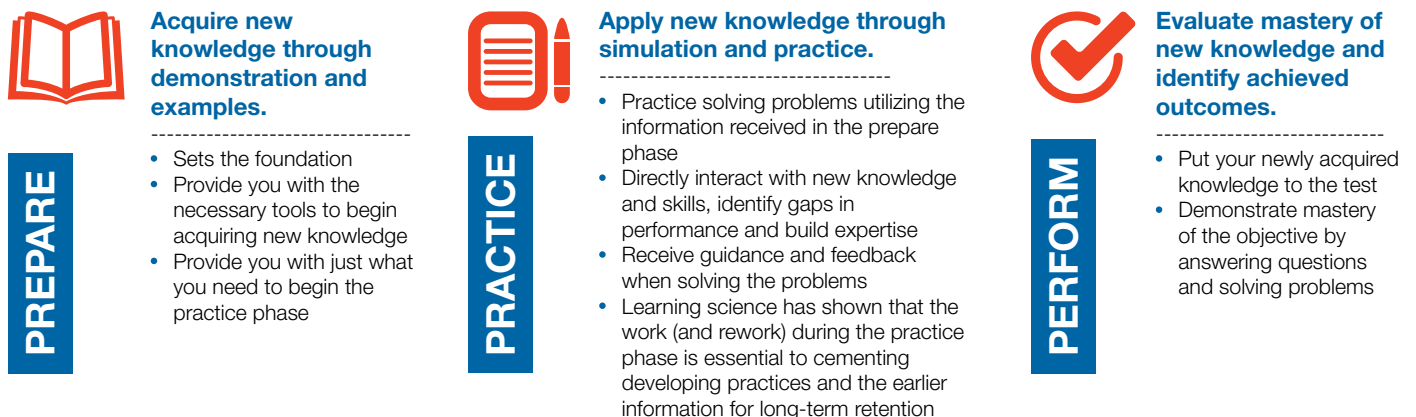 PREPARE
Acquire new
knowledge through
demonstration and
examples.
---------------------------------
• Sets the foundation
• Provide you with the
necessary tools to begin
acquiring new knowledge
• Provide you with just what
you need to begin the
practice phase
PRACTICE
Apply new knowledge through
simulation and practice.
-------------------------------------
• Practice solving problems utilizing the
information received in the prepare
phase
• Directly interact with new knowledge
and skills, identify gaps in
performance and build expertise
• Receive guidance and feedback
when solving the problems
• Learning science has shown that the
work (and rework) during the practice
phase is essential to cementing
developing practices and the earlier
information for long-term retention
PERFORM
Evaluate mastery of
new knowledge and
identify achieved
outcomes.
-----------------------------
• Put your newly acquired
knowledge to the test
• Demonstrate mastery
of the objective by
answering questions
and solving problems